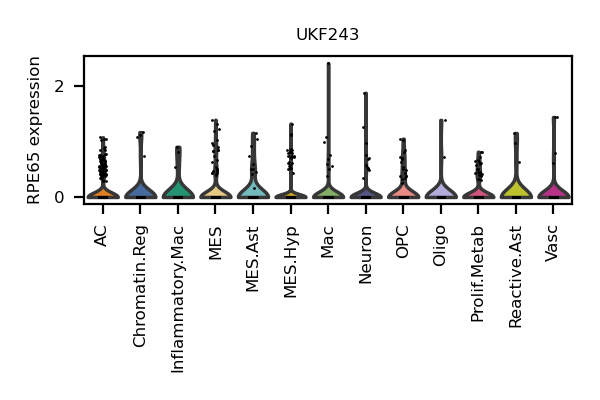 UKF243
RPE65 expression
2
0
AC
Chromatin.Reg
Inflammatory.Mac
MES
MES.Ast
MES.Hyp
Mac
Neuron
OPC
Oligo
Prolif.Metab
Reactive.Ast
Vasc